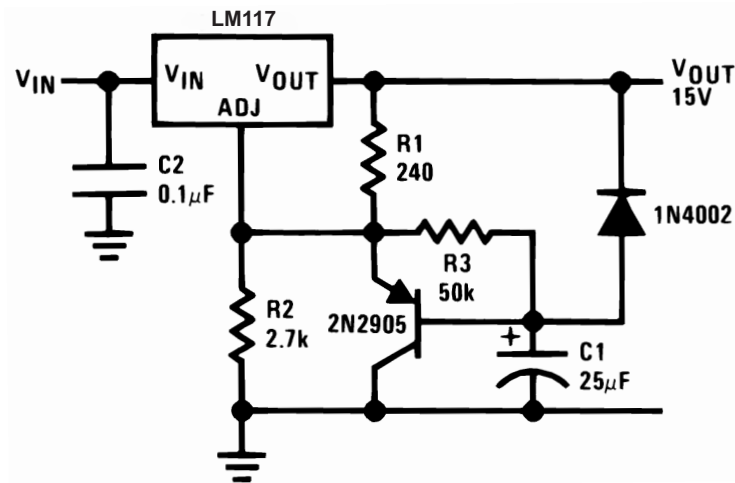 LM117
VIN
VIN
VOUT
ADJ
VOUT
15V
C2
0.1μF
R1
240
1N4002
R3
50k
R2
2.7k
2N2905
+
C1
25μF